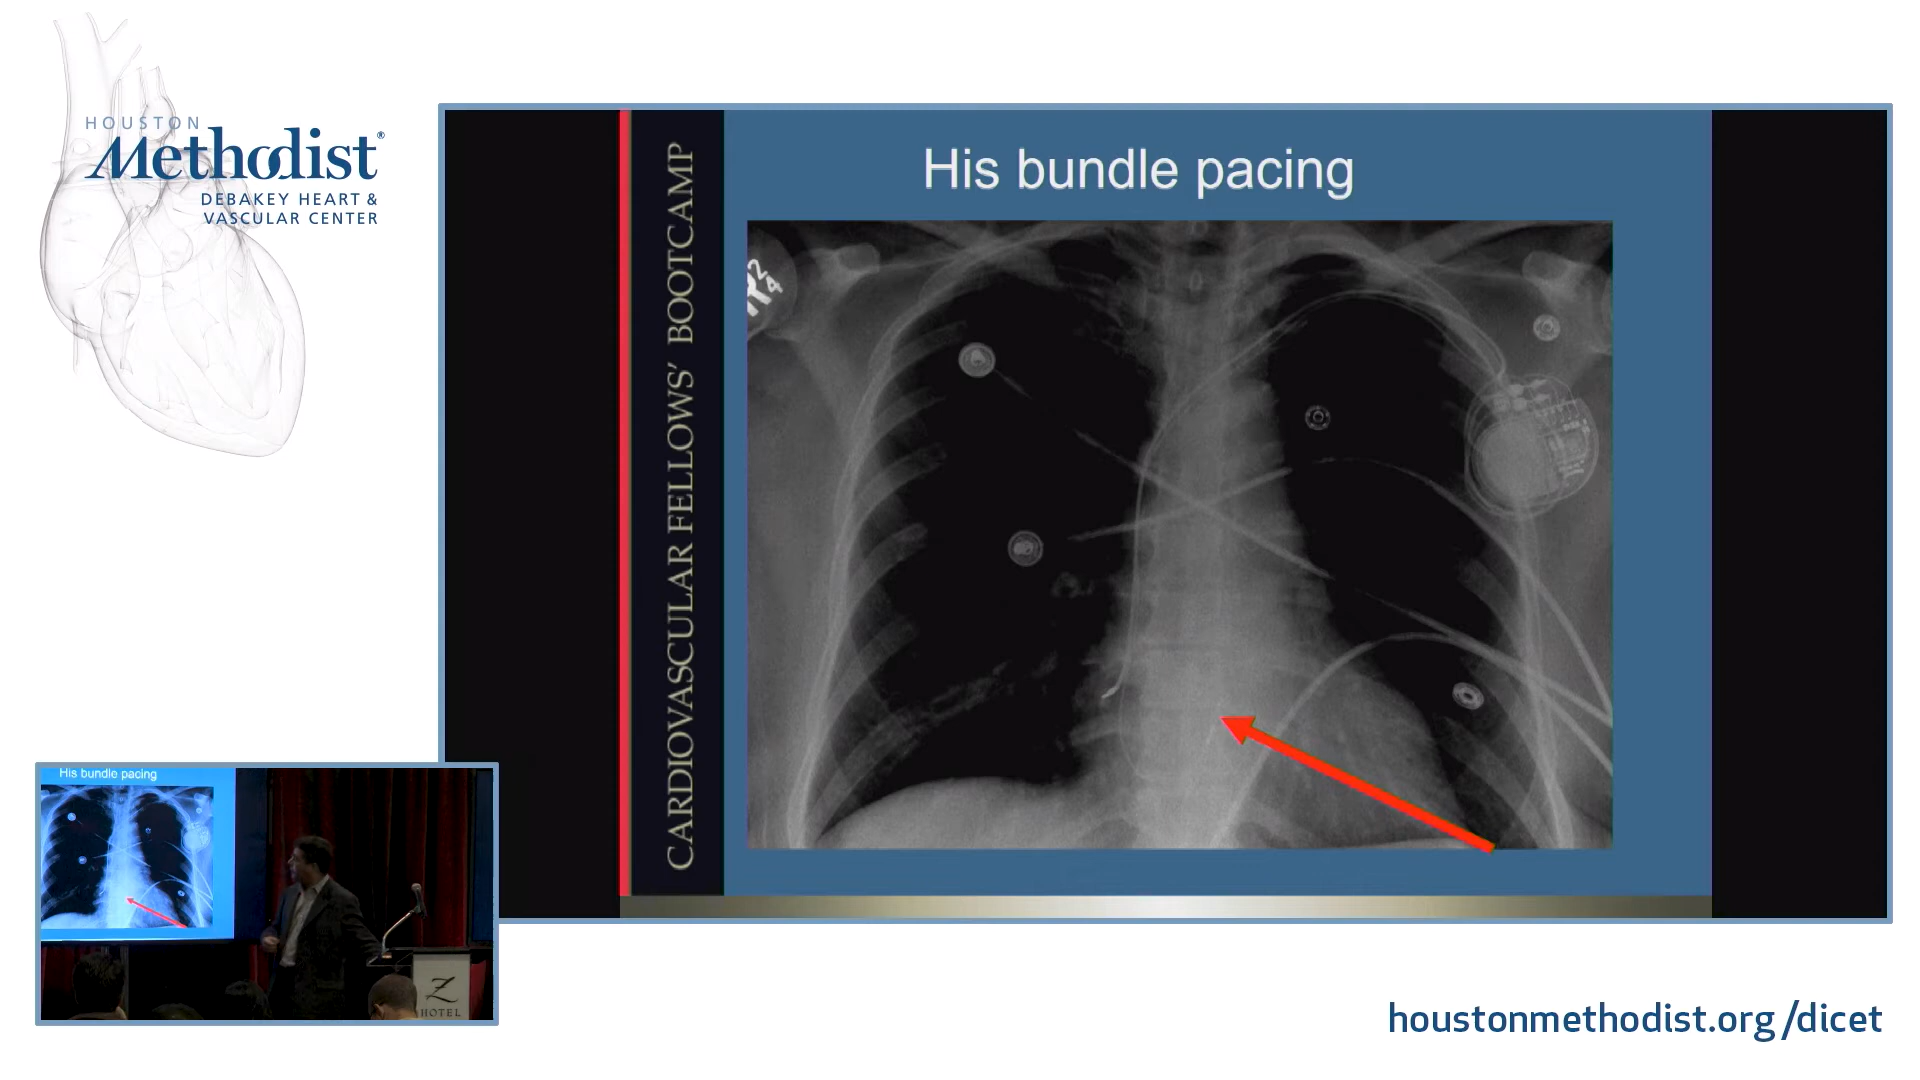 HOUSTON
Methodist®
DEBAKEY HEART &
VASCULAR CENTER
CARDIOVASCULAR FELLOWS' BOOTCAMP
His bundle pacing
24
His bundle pacing
Z
HOTEL
houstonmethodist.org/dicet